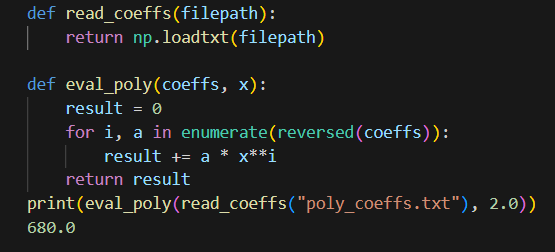 def read_coeffs(filepath):
    return np.loadtxt(filepath)

def eval_poly(coeffs, x):
    result = 0
    for i, a in enumerate(reversed(coeffs)):
        result += a * x**i
    return result
print(eval_poly(read_coeffs("poly_coeffs.txt"), 2.0))
680.0